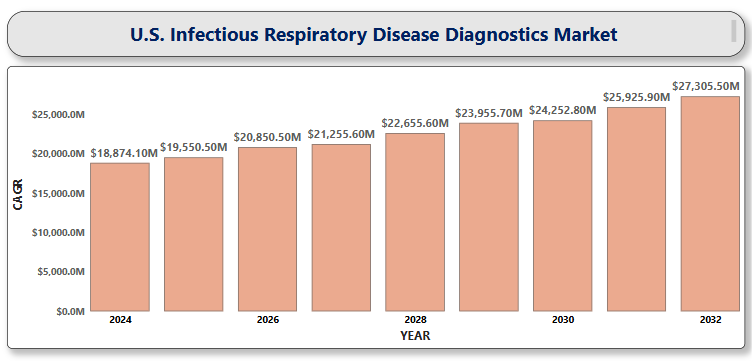 U.S. Infectious Respiratory Disease Diagnostics Market
$27,305.50M
$25,925.90M
$25,000.0M
$23,955.70M
$24,252.80M
$22,655.60M
$20,850.50M
$21,255.60M
$20,000.0M
$18,874.10M
$19,550.50M
$15,000.0M
$10,000.0M
$5,000.0M
$0.0M
CAGR
2024 2026 2028 2030 2032
YEAR